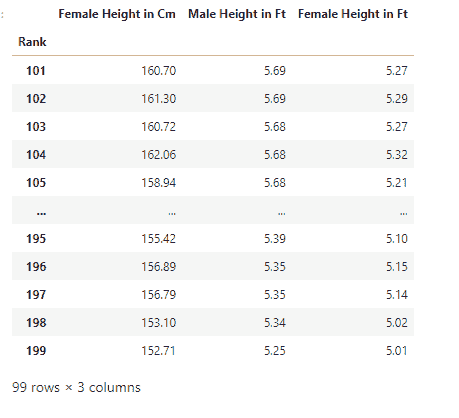 :
Female Height in Cm Male Height in Ft Female Height in Ft
Rank
101 160.70 5.69 5.27
102 161.30 5.69 5.29
103 160.72 5.68 5.27
104 162.06 5.68 5.32
105 158.94 5.68 5.21
... ... ... ...
195 155.42 5.39 5.10
196 156.89 5.35 5.15
197 156.79 5.35 5.14
198 153.10 5.34 5.02
199 152.71 5.25 5.01
99 rows × 3 columns